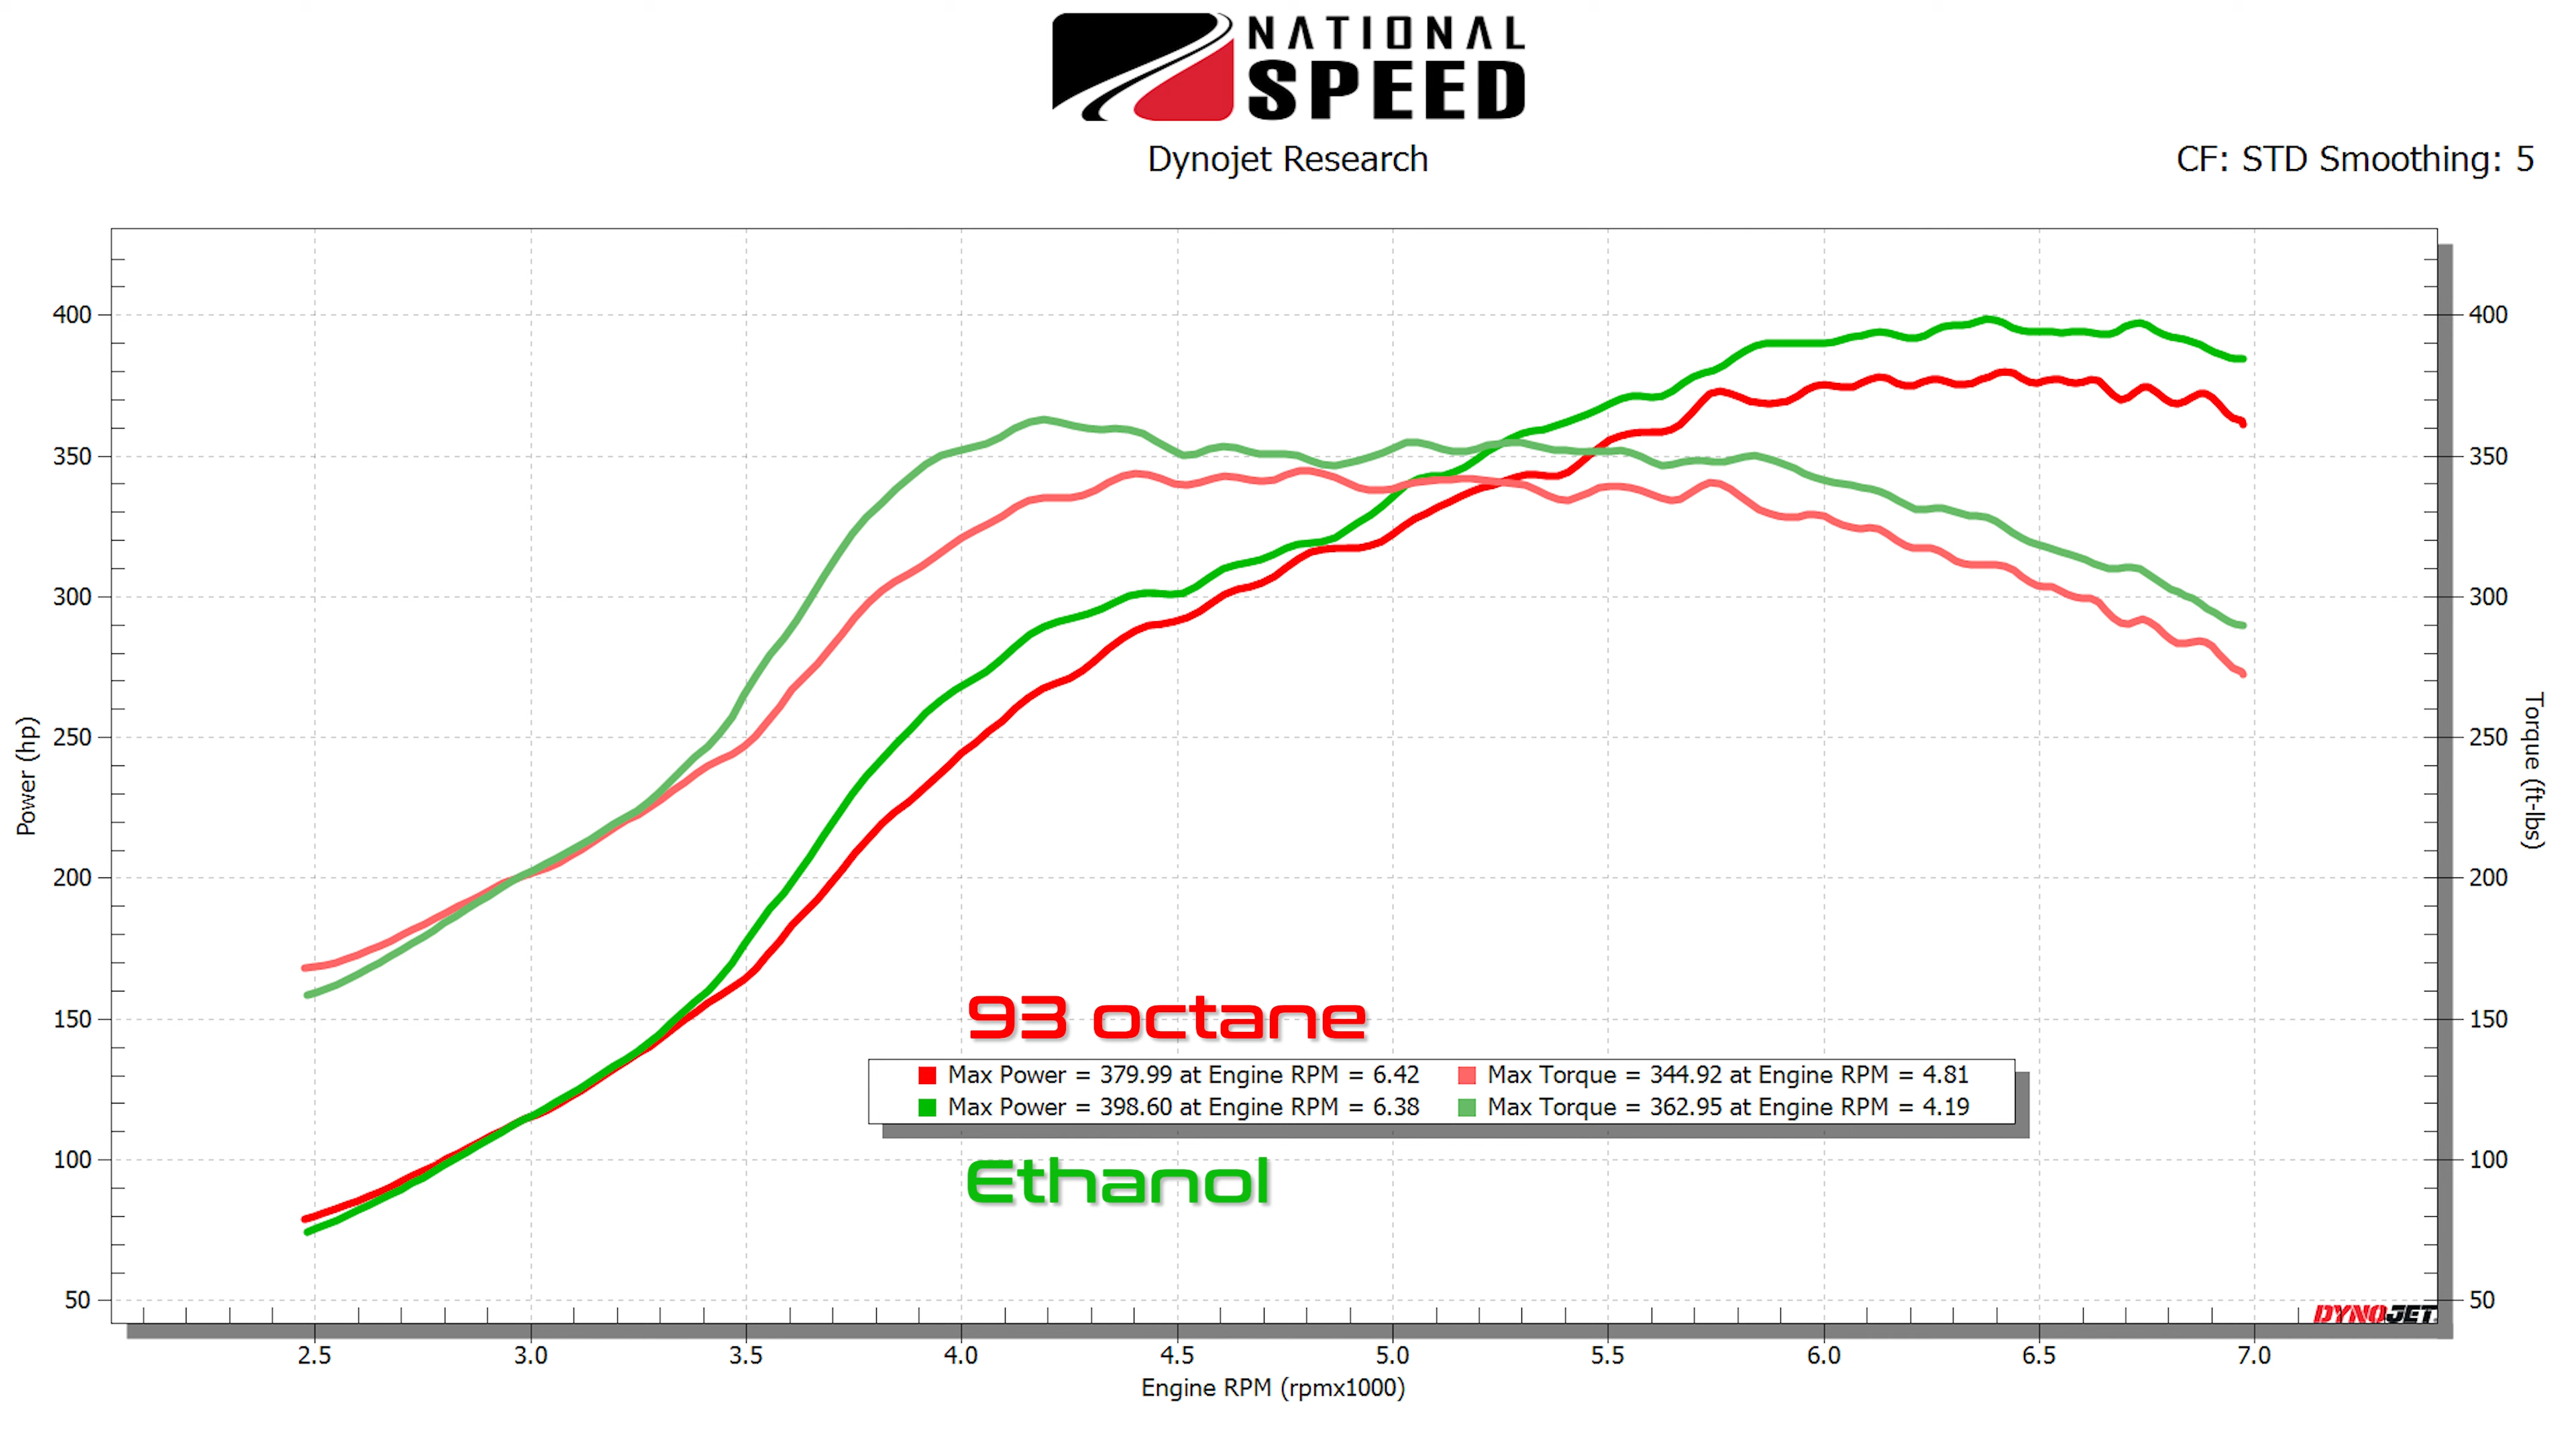 NATIONAL
SPEED
Dynojet Research
CF: STD Smoothing: 5
400
350
300
250
200
150
100
50
Power (hp)
400
350
300
250
200
150
100
50
Torque (ft-lbs)
93 octane
Max Power = 379.99 at Engine RPM = 6.42 Max Torque = 344.92 at Engine RPM = 4.81
Max Power = 398.60 at Engine RPM = 6.38 Max Torque = 362.95 at Engine RPM = 4.19
Ethanol
DYNOJET
2.5 3.0 3.5 4.0 4.5 5.0 5.5 6.0 6.5 7.0
Engine RPM (rpmx1000)